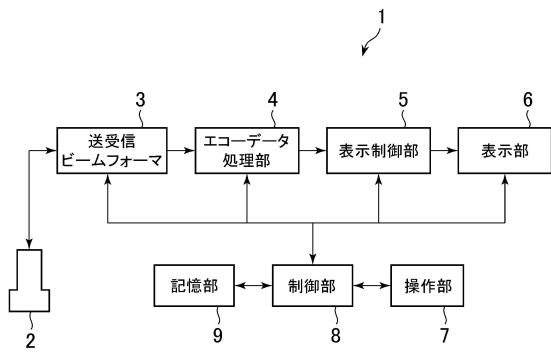 1
3
4
5
6
送受信
ビームフォーマ
エコーデータ
処理部
表示制御部
表示部
記憶部
制御部
操作部
2
9
8
7